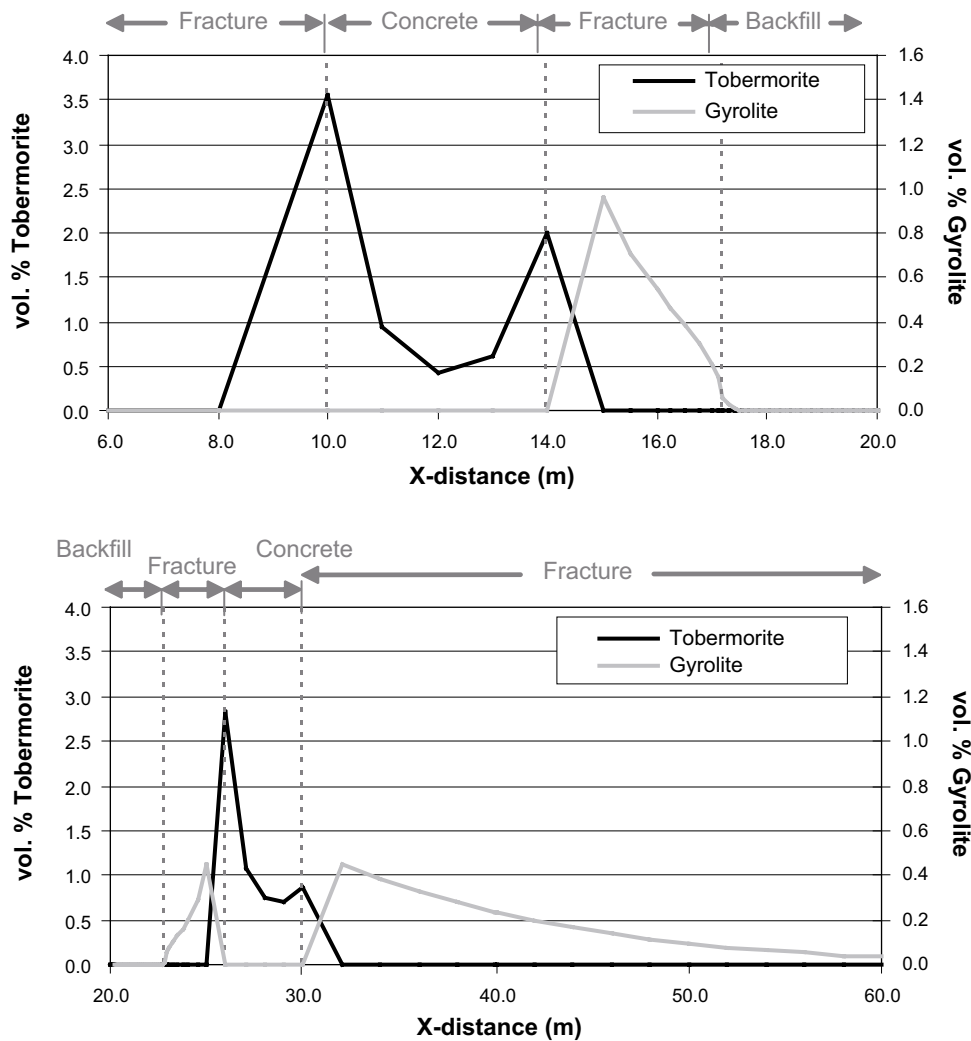 Fracture Concrete Fracture Backfill
4.0 1.6
Tobermorite
3.5 1.4
Gyrolite
3.0 1.2
2.5 1.0
2.0 0.8
1.5 0.6
1.0 0.4
0.5 0.2
0.0 0.0
vol. % Tobermorite
vol. % Gyrolite
6.0 8.0 10.0 12.0 14.0 16.0 18.0 20.0
X-distance (m)
Backfill Concrete
Fracture Fracture
4.0 1.6
Tobermorite
3.5 1.4
Gyrolite
3.0 1.2
2.5 1.0
2.0 0.8
1.5 0.6
1.0 0.4
0.5 0.2
0.0 0.0
vol. % Tobermorite
vol. % Gyrolite
20.0 30.0 40.0 50.0 60.0
X-distance (m)